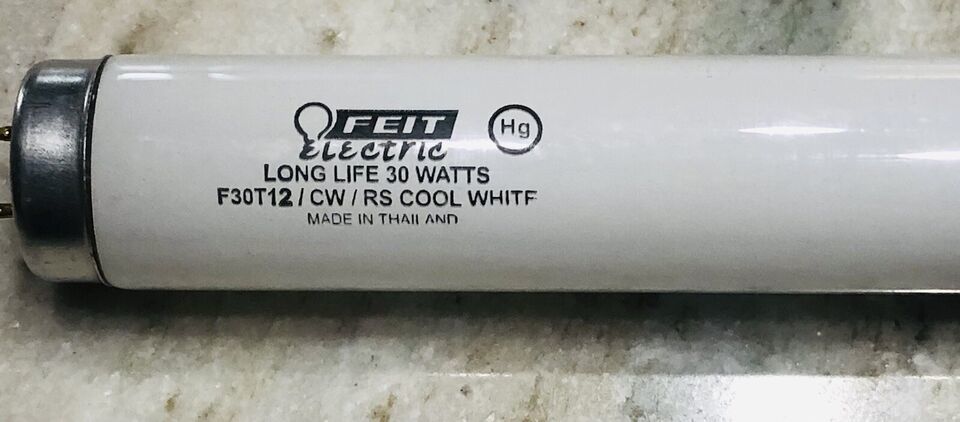 FEIT
Electric
Hg
LONG LIFE 30 WATTS
F30T12 / CW / RS COOL WHITE
MADE IN THAILAND